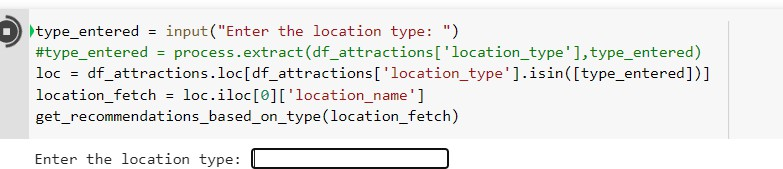 type_entered = input("Enter the location type: ")
#type_entered = process.extract(df_attractions['location_type'],type_entered)
loc = df_attractions.loc[df_attractions['location_type'].isin([type_entered])]
location_fetch = loc.iloc[0]['location_name']
get_recommendations_based_on_type(location_fetch)
Enter the location type: